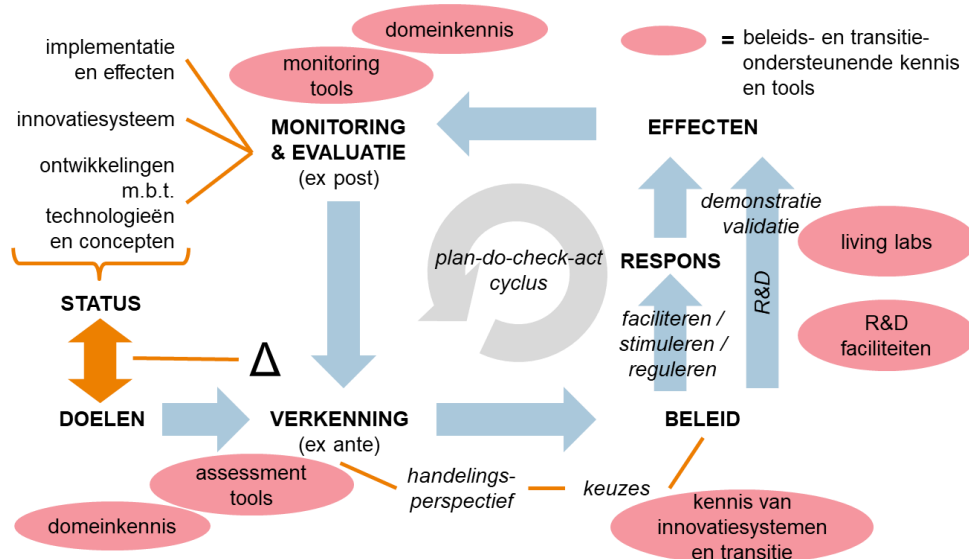 domeinkennis
monitoring
tools
= beleids- en transitie-
ondersteunende kennis
en tools
implementatie
en effecten
innovatiesysteem
ontwikkelingen
m.b.t.
technologieën
en concepten
MONITORING
& EVALUATIE
(ex post)
EFFECTEN
demonstratie
validatie
living labs
plan-do-check-act
cyclus
RESPONS
R&D
R&D
faciliteiten
STATUS
Δ
faciliteren /
stimuleren /
reguleren
DOELEN
VERKENNING
(ex ante)
BELEID
assessment
tools
domeinkennis
handelings-
perspectief
keuzes
kennis van
innovatiesystemen
en transitie